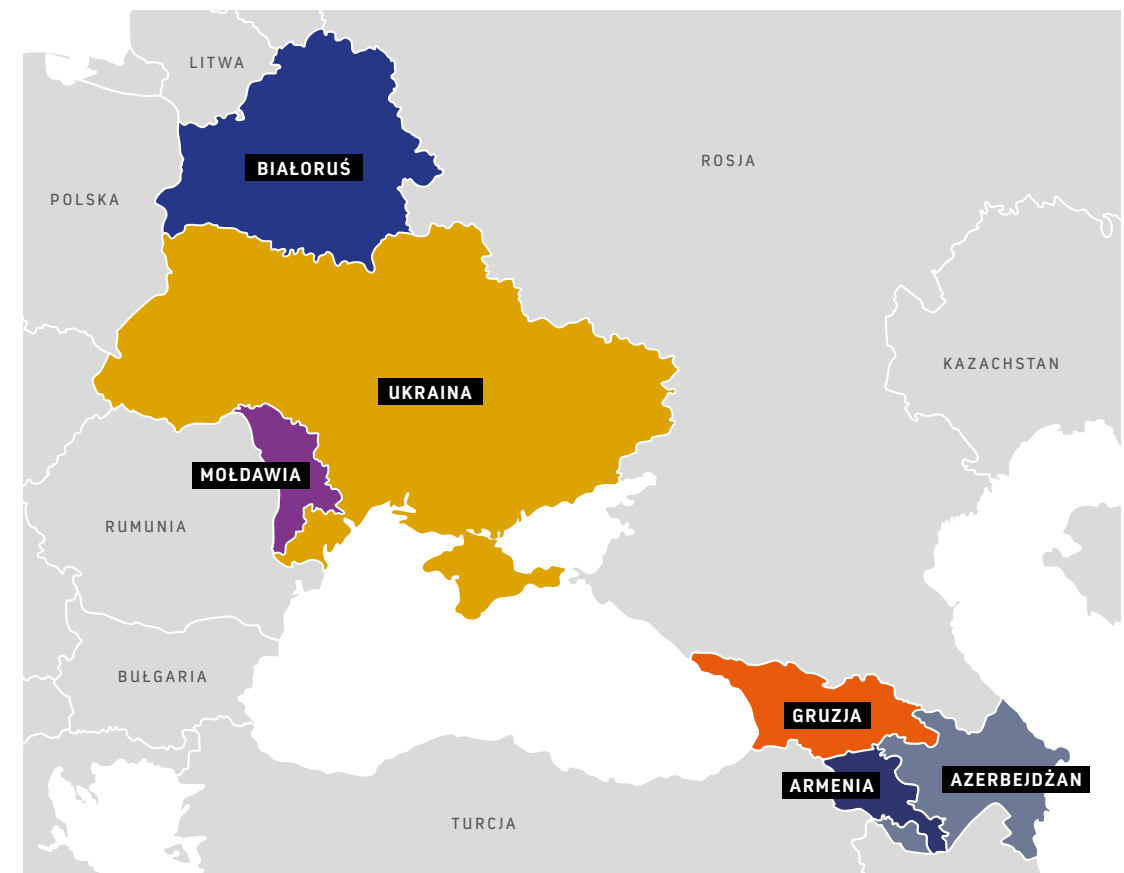 LITWA
BIAŁORUŚ
ROSJA
POLSKA
KAZACHSTAN
UKRAINA
MOŁDAWIA
RUMUNIA
BUŁGARIA
GRUZJA
ARMENIA
AZERBEJDŻAN
TURCJA